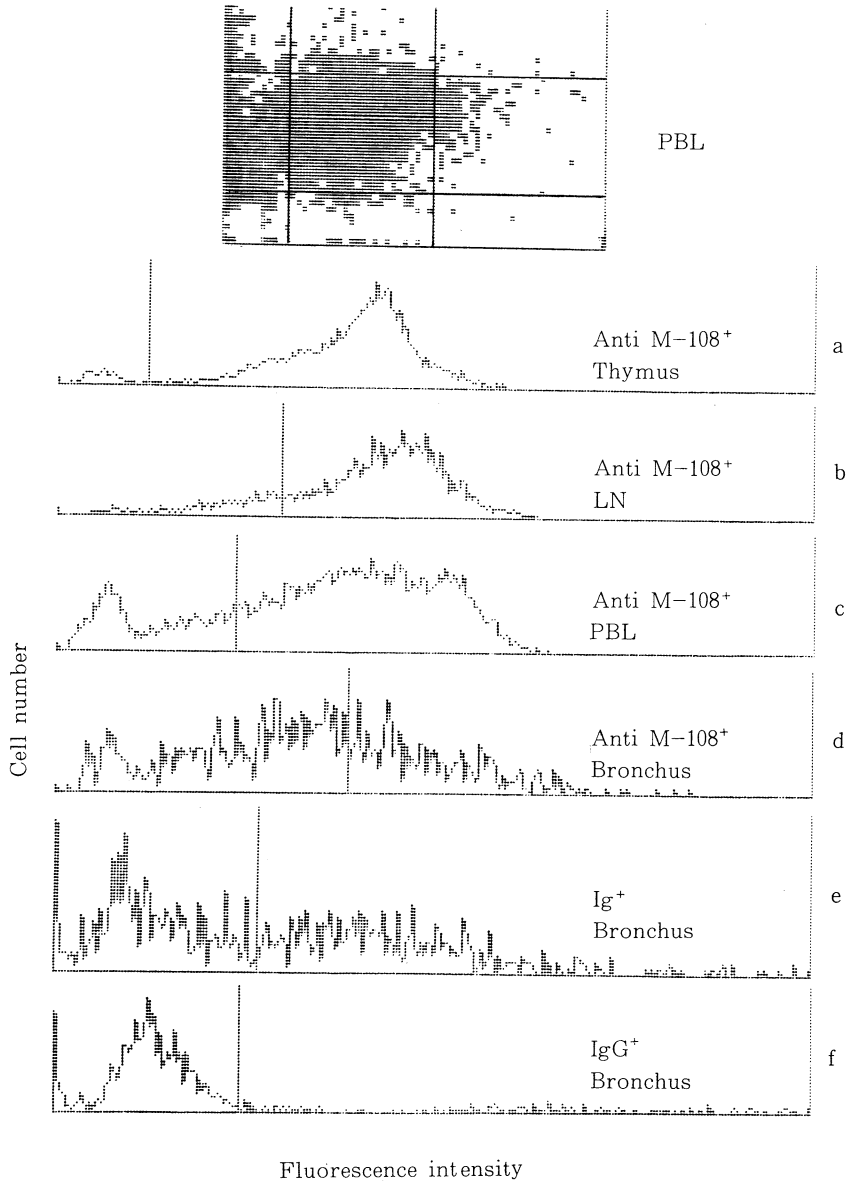 PBL
Anti M-108⁺
Thymus
a
Anti M-108⁺
LN
b
Anti M-108⁺
PBL
c
Anti M-108⁺
Bronchus
d
Ig⁺
Bronchus
e
IgG⁺
Bronchus
f
Cell number
Fluorescence intensity